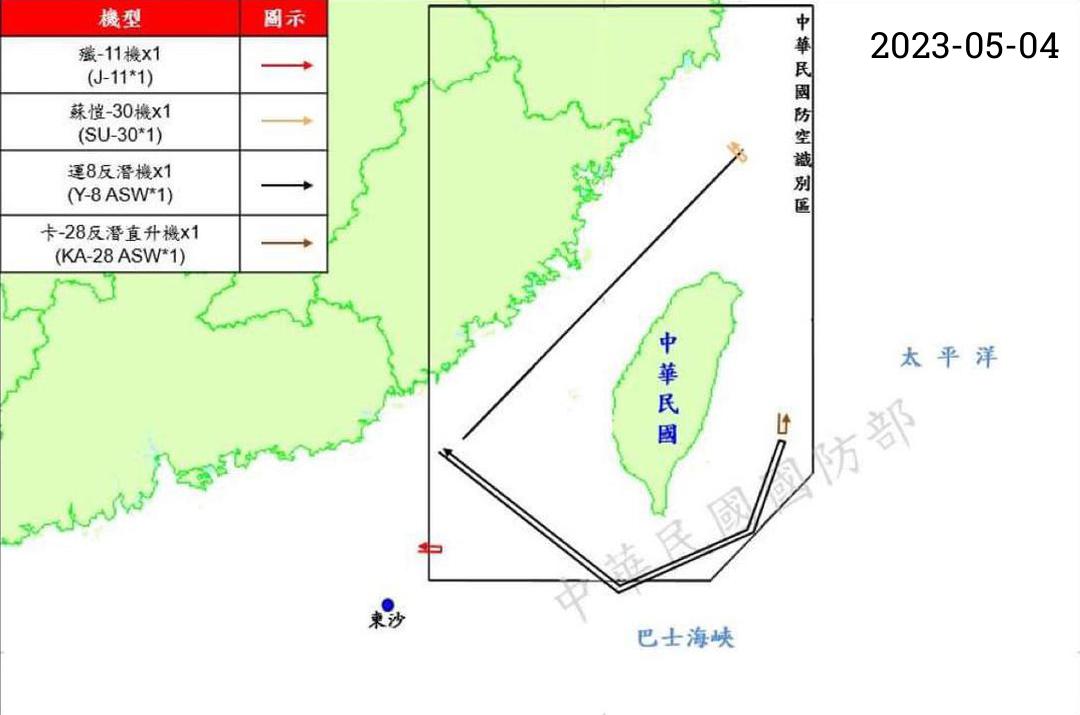 機型 圖示
殲-11機x1
(J-11*1)
蘇愷-30機x1
(SU-30*1)
運8反潛機x1
(Y-8 ASW*1)
卡-28反潛直升機x1
(KA-28 ASW*1)
中華民國防空識別區
2023-05-04
中華民國
太平洋
中華民國國防部
東沙
巴士海峽